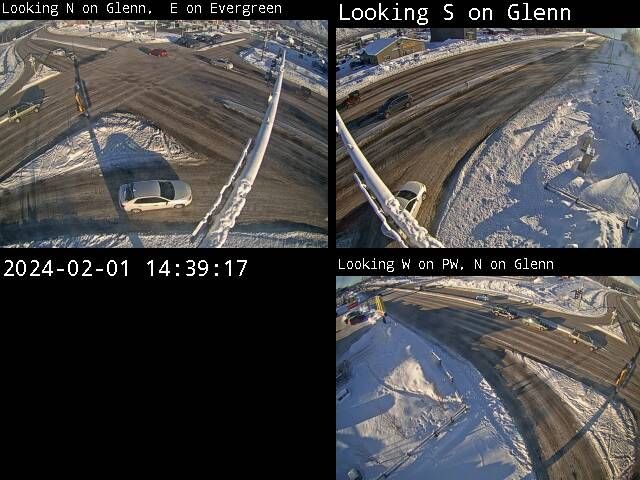 Looking N on Glenn,  E on Evergreen
Looking S on Glenn
2024-02-01 14:39:17
Looking W on PW, N on Glenn